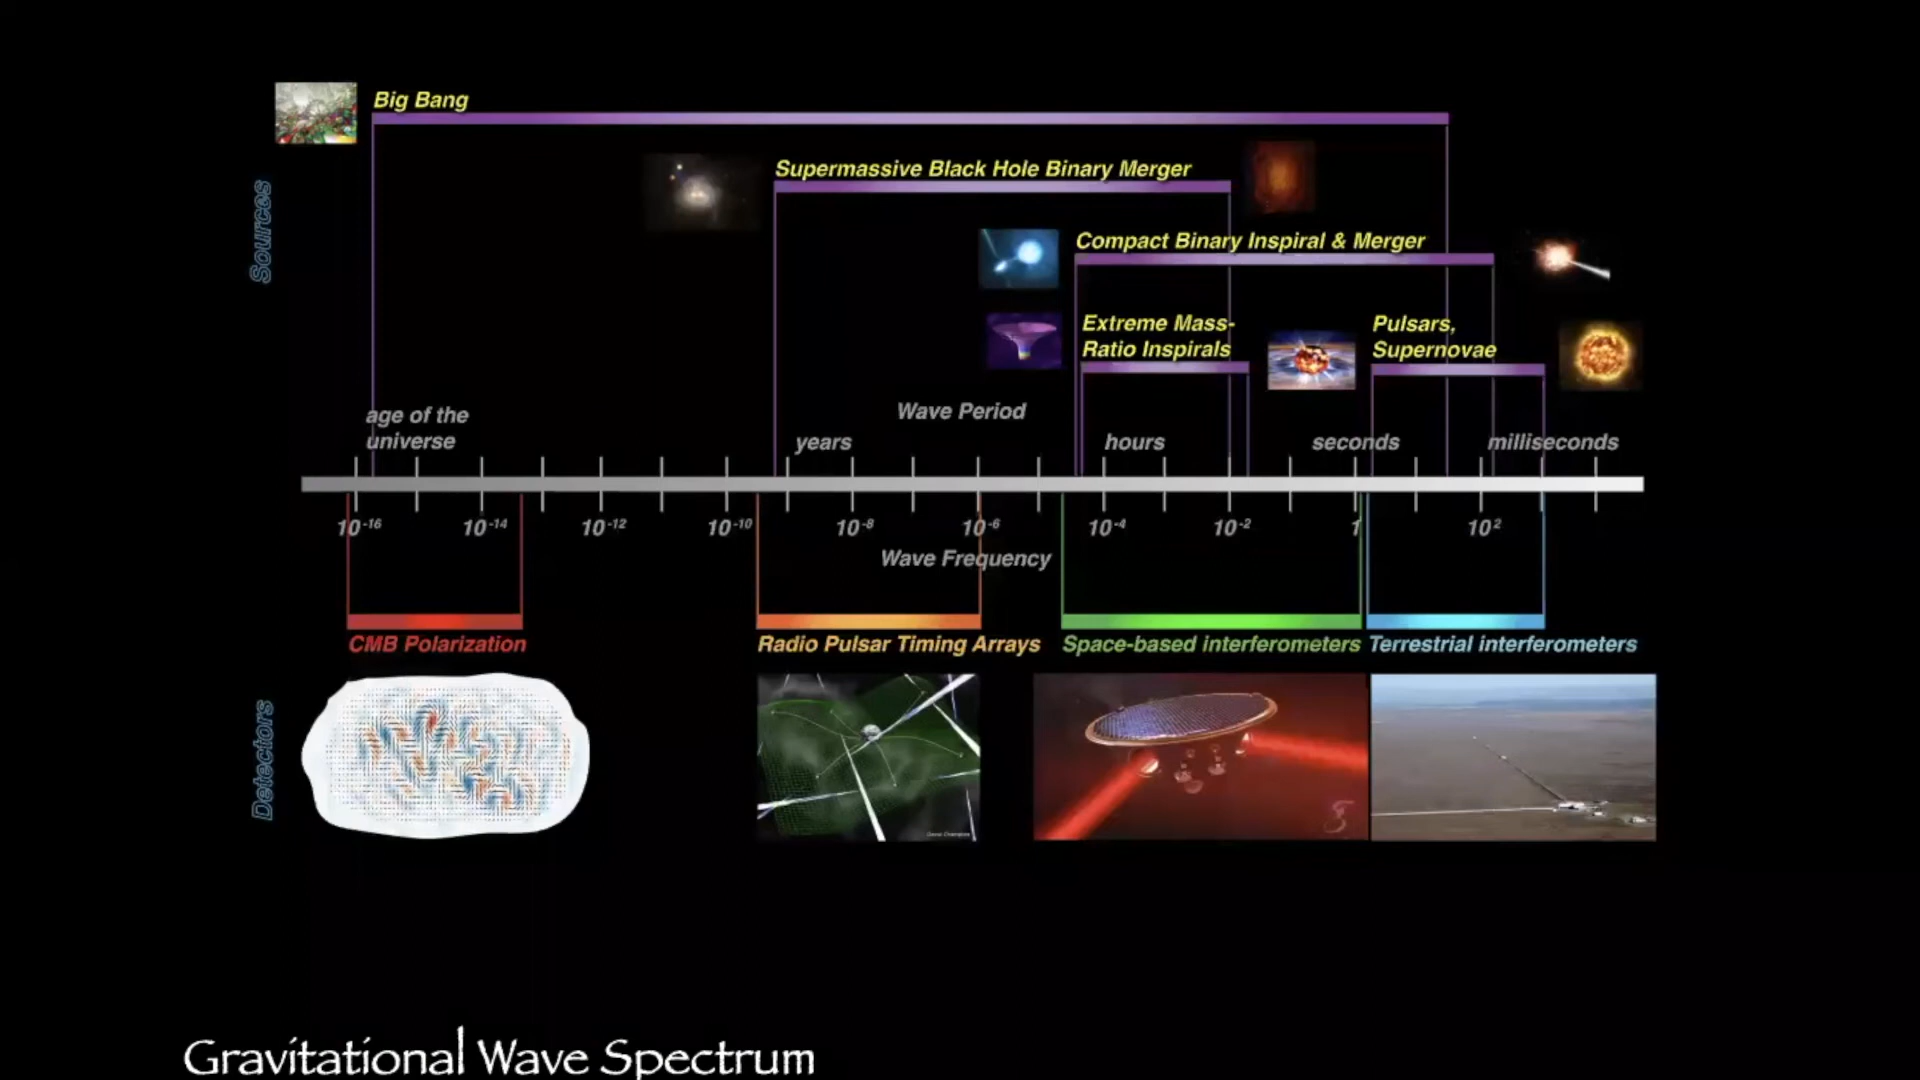 Big Bang
Supermassive Black Hole Binary Merger
Sources
Compact Binary Inspiral & Merger
Extreme Mass-
Ratio Inspirals
Pulsars,
Supernovae
age of the
universe
Wave Period
years
hours
seconds
milliseconds
10⁻¹⁶ 10⁻¹⁴ 10⁻¹² 10⁻¹⁰ 10⁻⁸ 10⁻⁶ 10⁻⁴ 10⁻² 1 10²
Wave Frequency
CMB Polarization
Radio Pulsar Timing Arrays
Space-based interferometers
Terrestrial interferometers
Detectors
Gravitational Wave Spectrum